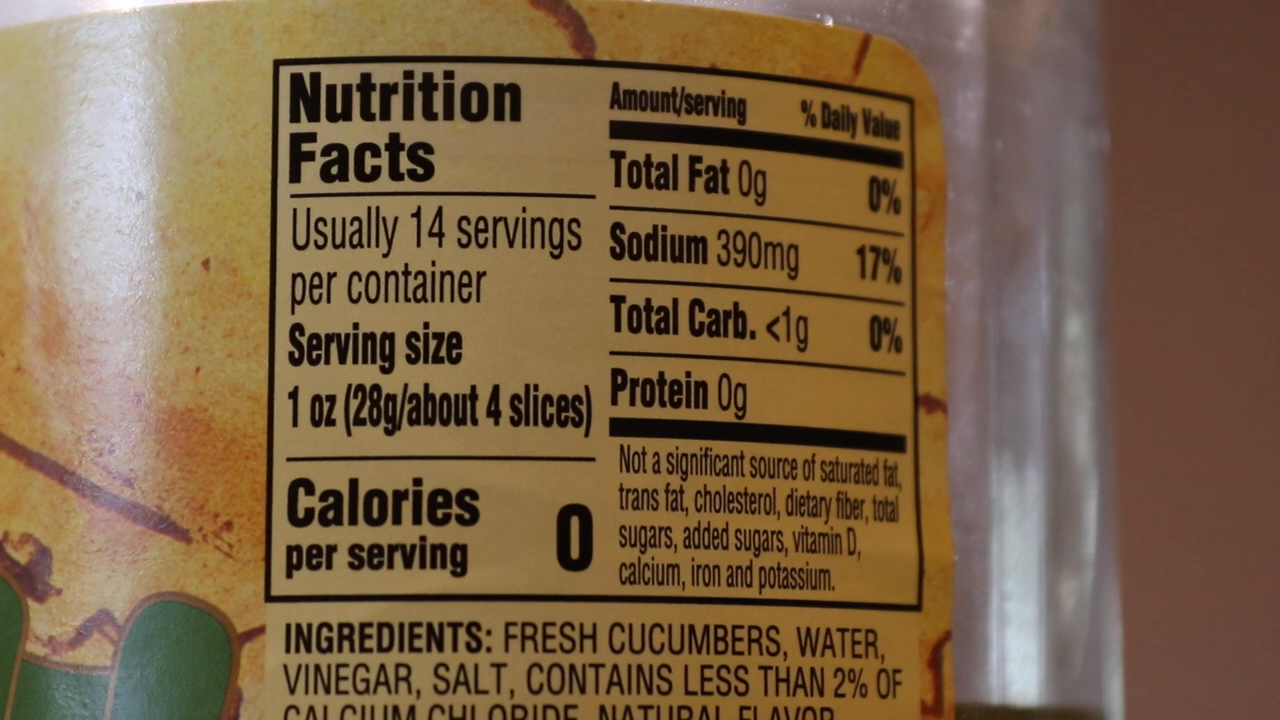 Nutrition
Facts
Usually 14 servings
per container
Serving size
1 oz (28g/about 4 slices)
Calories
per serving 0
Amount/serving % Daily Value
Total Fat 0g 0%
Sodium 390mg 17%
Total Carb. <1g 0%
Protein 0g
Not a significant source of saturated fat,
trans fat, cholesterol, dietary fiber, total
sugars, added sugars, vitamin D,
calcium, iron and potassium.
INGREDIENTS: FRESH CUCUMBERS, WATER,
VINEGAR, SALT, CONTAINS LESS THAN 2% OF
CALCIUM CHLORIDE, NATURAL FLAVOR